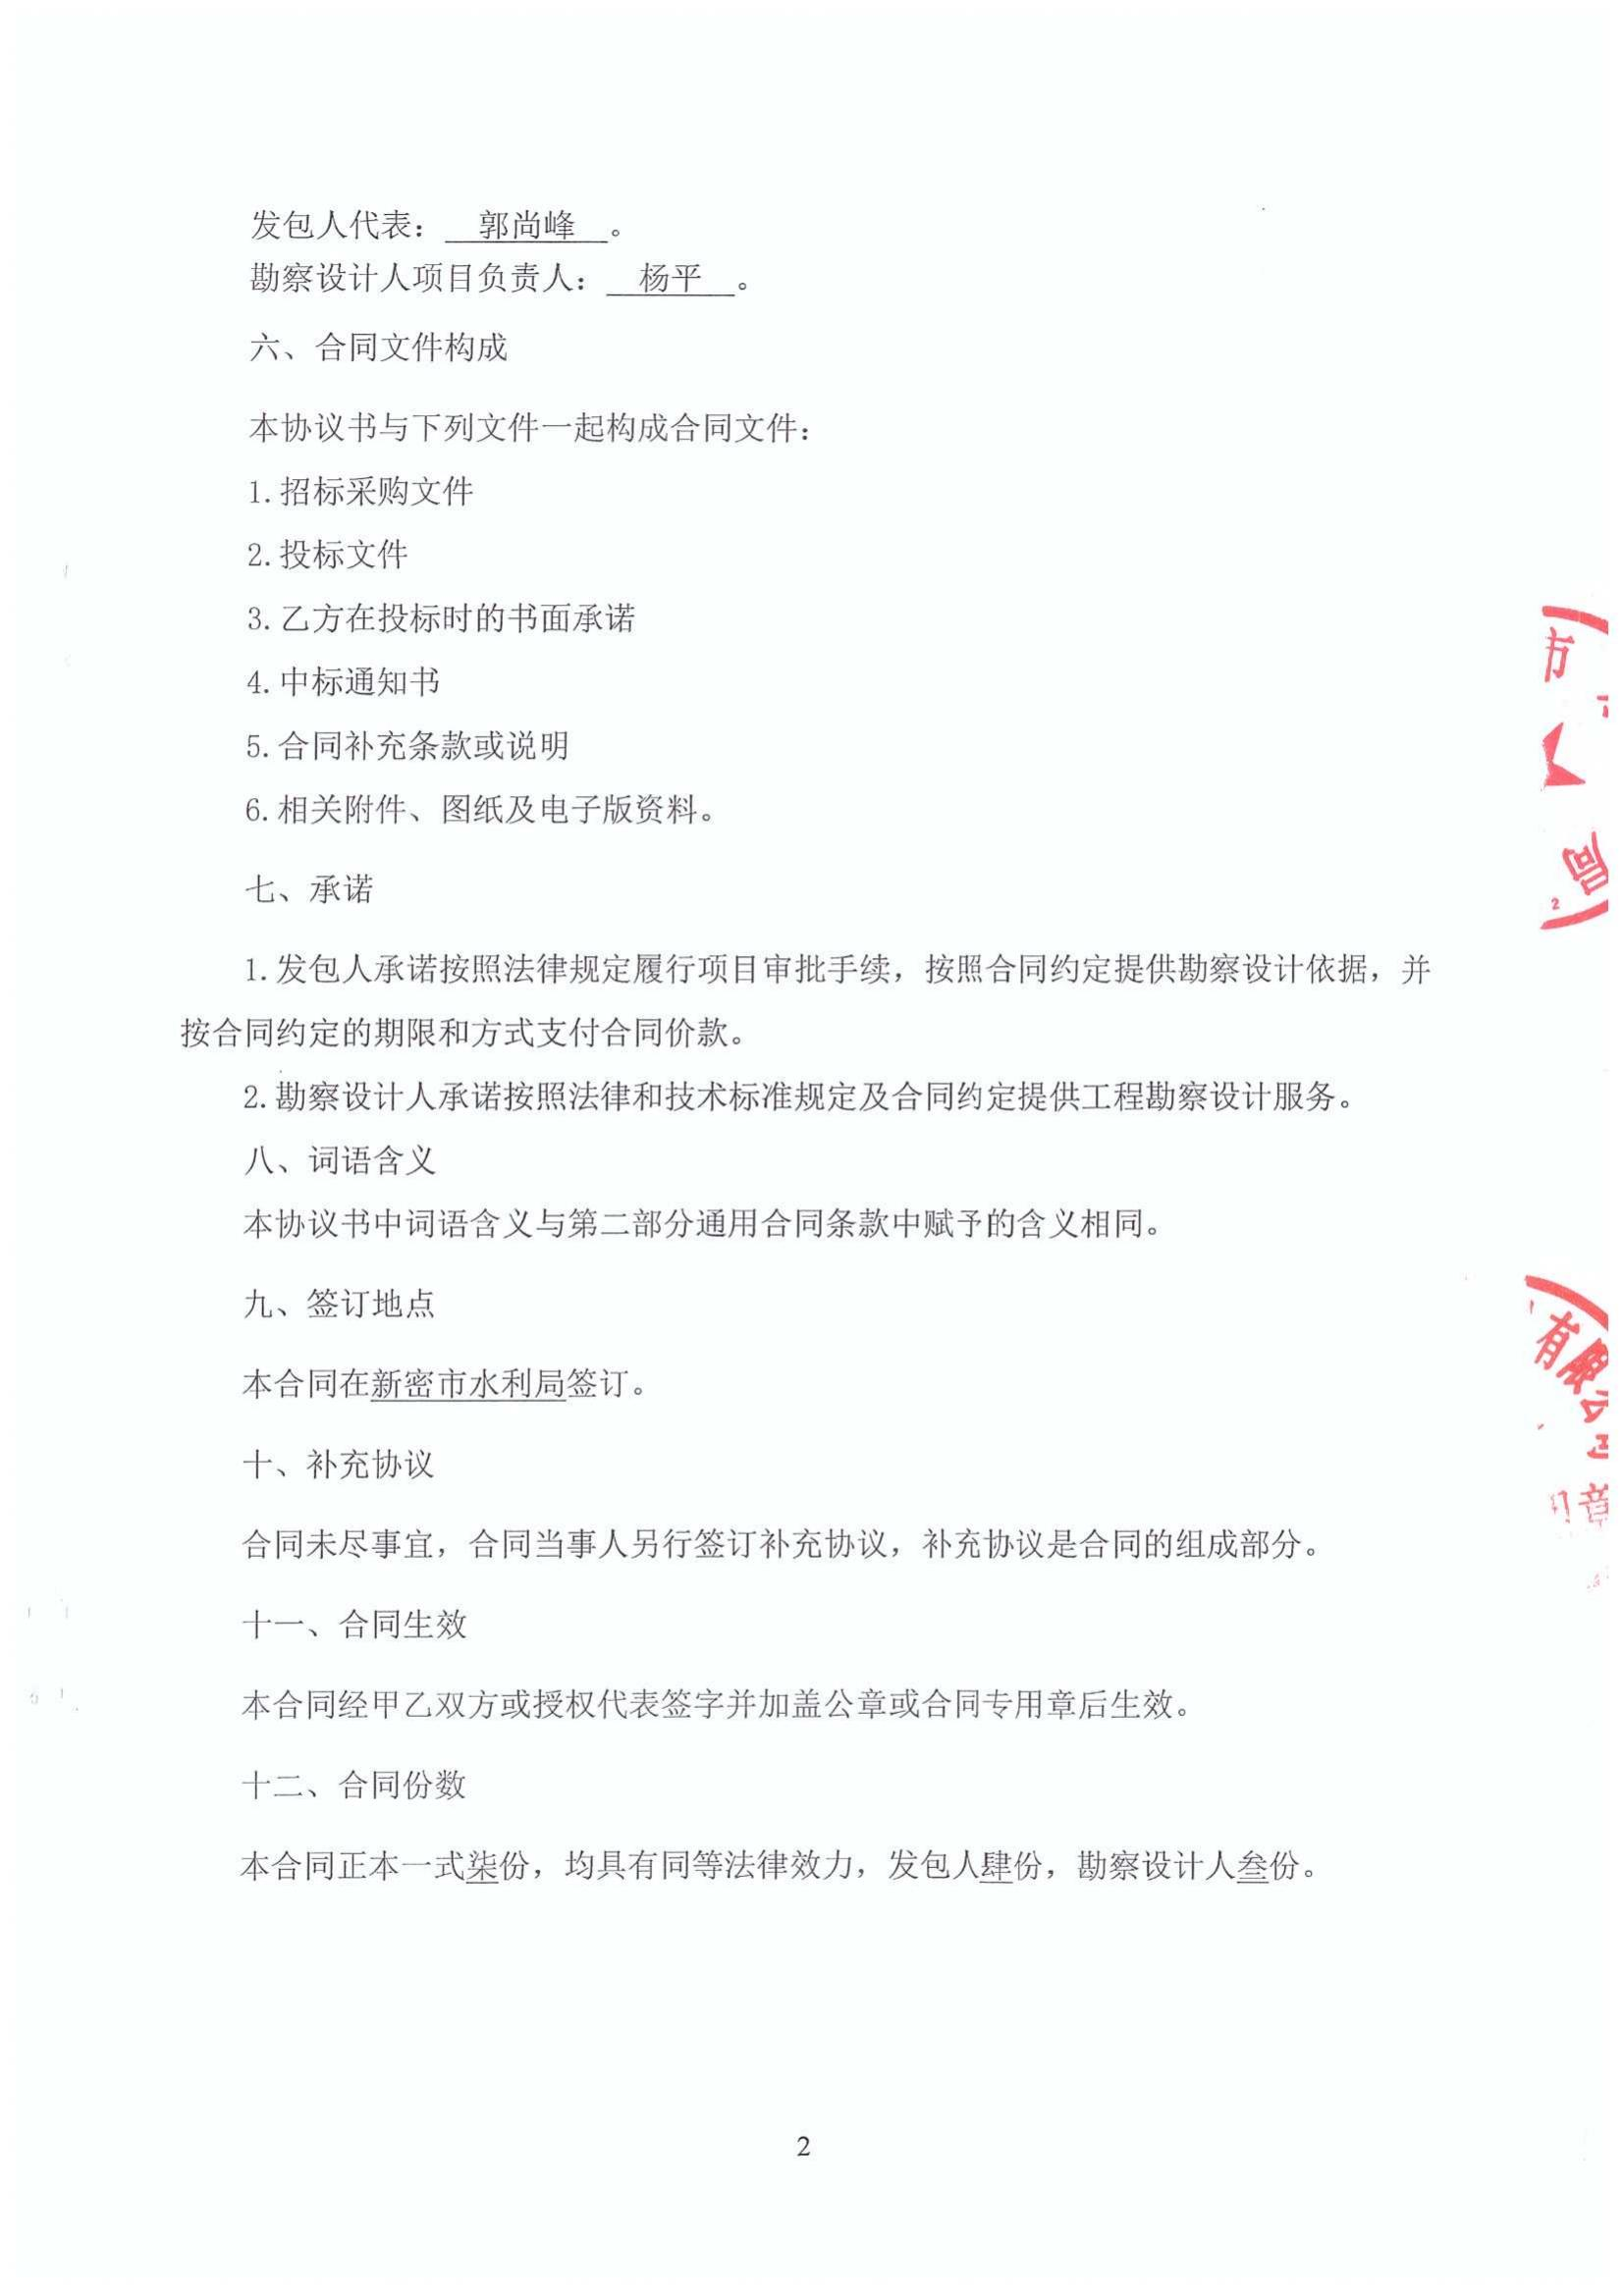 发包人代表：郭尚峰。
勘察设计人项目负责人：杨平。
六、合同文件构成
本协议书与下列文件一起构成合同文件：
1.招标采购文件
2.投标文件
3.乙方在投标时的书面承诺
4.中标通知书
5.合同补充条款或说明
6.相关附件、图纸及电子版资料。
七、承诺
1.发包人承诺按照法律规定履行项目审批手续，按照合同约定提供勘察设计依据，并
按合同约定的期限和方式支付合同价款。
2.勘察设计人承诺按照法律和技术标准规定及合同约定提供工程勘察设计服务。
八、词语含义
本协议书中词语含义与第二部分通用合同条款中赋予的含义相同。
九、签订地点
本合同在新密市水利局签订。
十、补充协议
合同未尽事宜，合同当事人另行签订补充协议，补充协议是合同的组成部分。
十一、合同生效
本合同经甲乙双方或授权代表签字并加盖公章或合同专用章后生效。
十二、合同份数
本合同正本一式柒份，均具有同等法律效力，发包人肆份，勘察设计人叁份。
市
局
2
有限
章
2